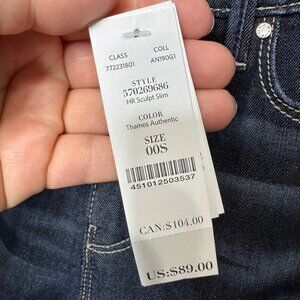 CLASS COLL
772231801 AN190G1
STYLE
570269686
HR Sculpt Slim
COLOR
Thames Authentic
SIZE
00S
451012503537
CAN:$104.00
US:$89.00